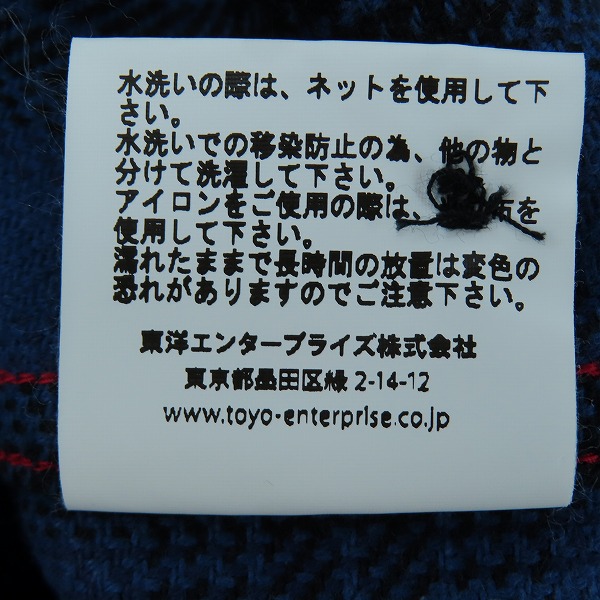 水洗いの際は、ネットを使用して下
さい。
水洗いでの移染防止の為、他の物と
分けて洗濯して下さい。
アイロンをご使用の際は、布を
使用して下さい。
濡れたままで長時間の放置は変色の
恐れがありますのでご注意下さい。
東洋エンタープライズ株式会社
東京都墨田区緑 2-14-12
www.toyo-enterprise.co.jp